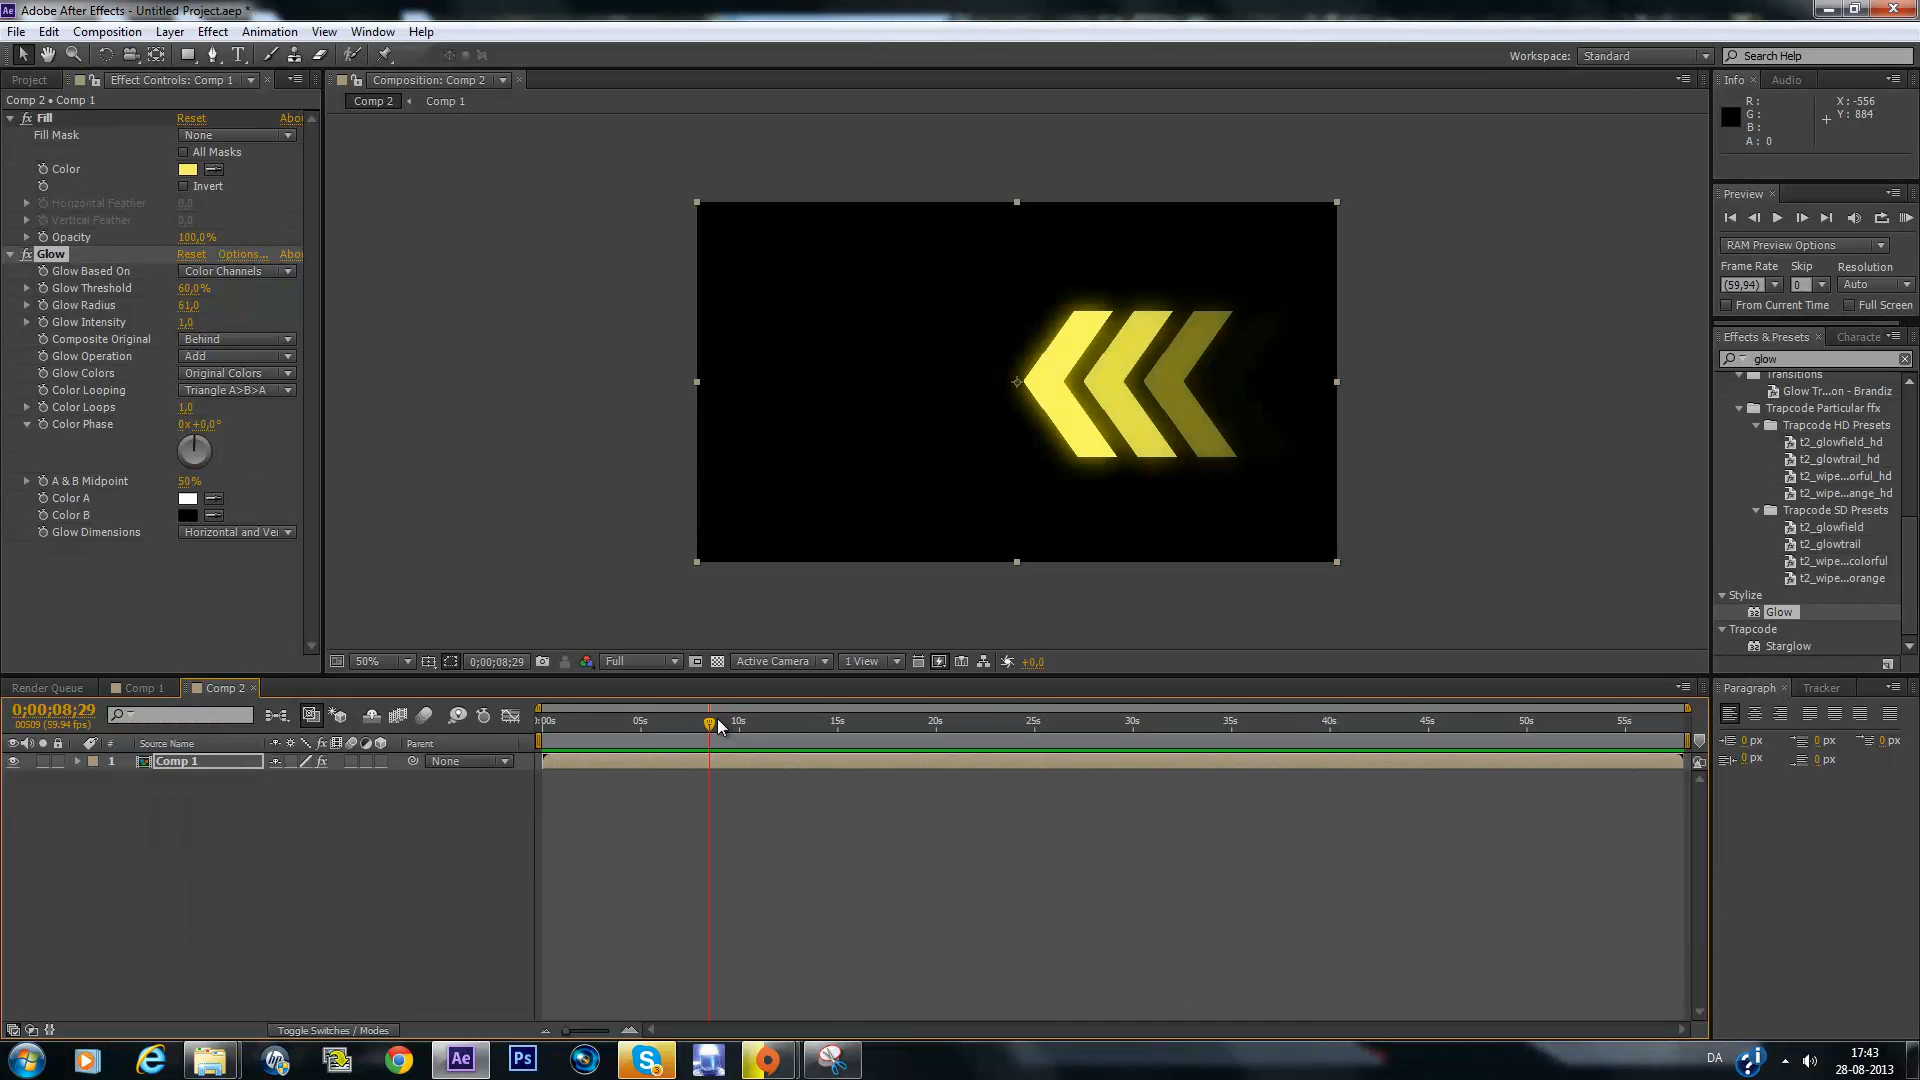 Adobe After Effects - Untitled Project.aep *
File Edit Composition Layer Effect Animation View Window Help
Workspace: Standard Search Help
Project Effect Controls: Comp 1 Composition: Comp 2 Info Audio
Comp 2 • Comp 1
Comp 2 Comp 1
R: X: -556
G: Y: 884
B:
A: 0
Fill Reset Abou
Fill Mask None
All Masks
Color
Invert
Horizontal Feather 0,0
Vertical Feather 0,0
Opacity 100,0%
Glow Reset Options... Abou
Glow Based On Color Channels
Glow Threshold 60,0%
Glow Radius 61,0
Glow Intensity 1,0
Composite Original Behind
Glow Operation Add
Glow Colors Original Colors
Color Looping Triangle A>B>A
Color Loops 1,0
Color Phase 0x+0,0°
A & B Midpoint 50%
Color A
Color B
Glow Dimensions Horizontal and Ver
Preview
RAM Preview Options
Frame Rate Skip Resolution
(59,94) 0 Auto
From Current Time Full Screen
Effects & Presets Characte
glow
Transitions
Glow Tr...on - Brandiz
Trapcode Particular ffx
Trapcode HD Presets
t2_glowfield_hd
t2_glowtrail_hd
t2_wipe...orful_hd
t2_wipe...ange_hd
Trapcode SD Presets
t2_glowfield
t2_glowtrail
t2_wipe...colorful
t2_wipe...orange
Stylize
Glow
Trapcode
Starglow
50% 0;00;08;29 Full Active Camera 1 View +0,0
Render Queue Comp 1 Comp 2
0;00;08;29
00509 (59.94 fps)
:00s 05s 10s 15s 20s 25s 30s 35s 40s 45s 50s 55s
# Source Name fx Parent
1 Comp 1 fx None
Toggle Switches / Modes
Paragraph Tracker
0 px 0 px 0 px
0 px 0 px
Ae Ps
DA 17:43
28-08-2013